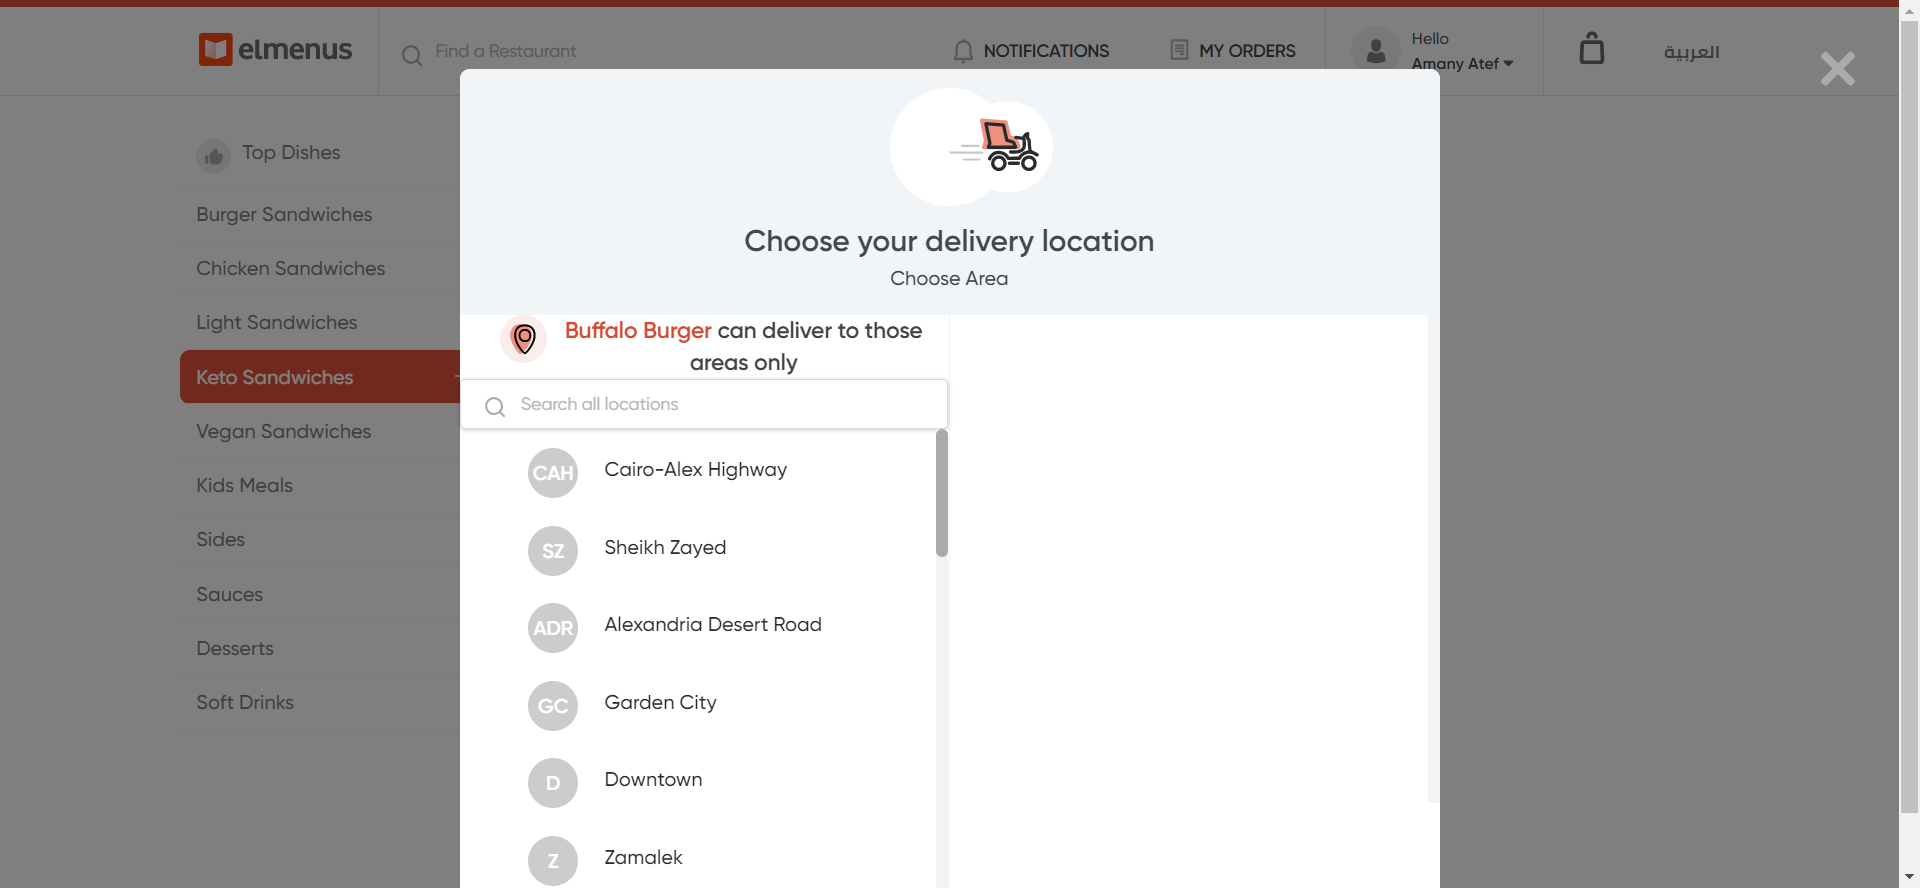 elmenus
Find a Restaurant
NOTIFICATIONS
MY ORDERS
Hello
Amany Atef
العربية
Top Dishes
Burger Sandwiches
Chicken Sandwiches
Light Sandwiches
Keto Sandwiches
Vegan Sandwiches
Kids Meals
Sides
Sauces
Desserts
Soft Drinks
Choose your delivery location
Choose Area
Buffalo Burger can deliver to those
areas only
Search all locations
CAH Cairo-Alex Highway
SZ Sheikh Zayed
ADR Alexandria Desert Road
GC Garden City
D Downtown
Z Zamalek